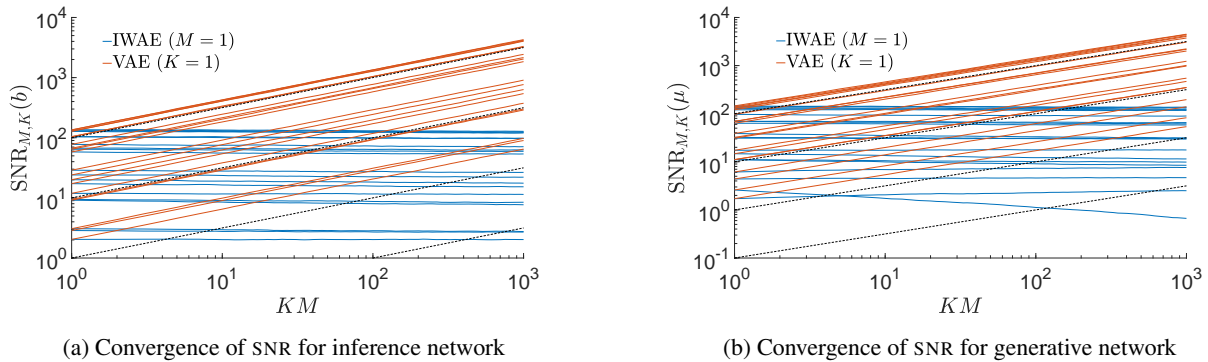 10^4
10^3
10^2
10^1
10^0
SNR_{M,K}(b)
IWAE (M = 1)
VAE (K = 1)
10^0
10^1
10^2
10^3
KM
(a) Convergence of SNR for inference network
10^4
10^3
10^2
10^1
10^0
10^-1
SNR_{M,K}(μ)
IWAE (M = 1)
VAE (K = 1)
10^0
10^1
10^2
10^3
KM
(b) Convergence of SNR for generative network